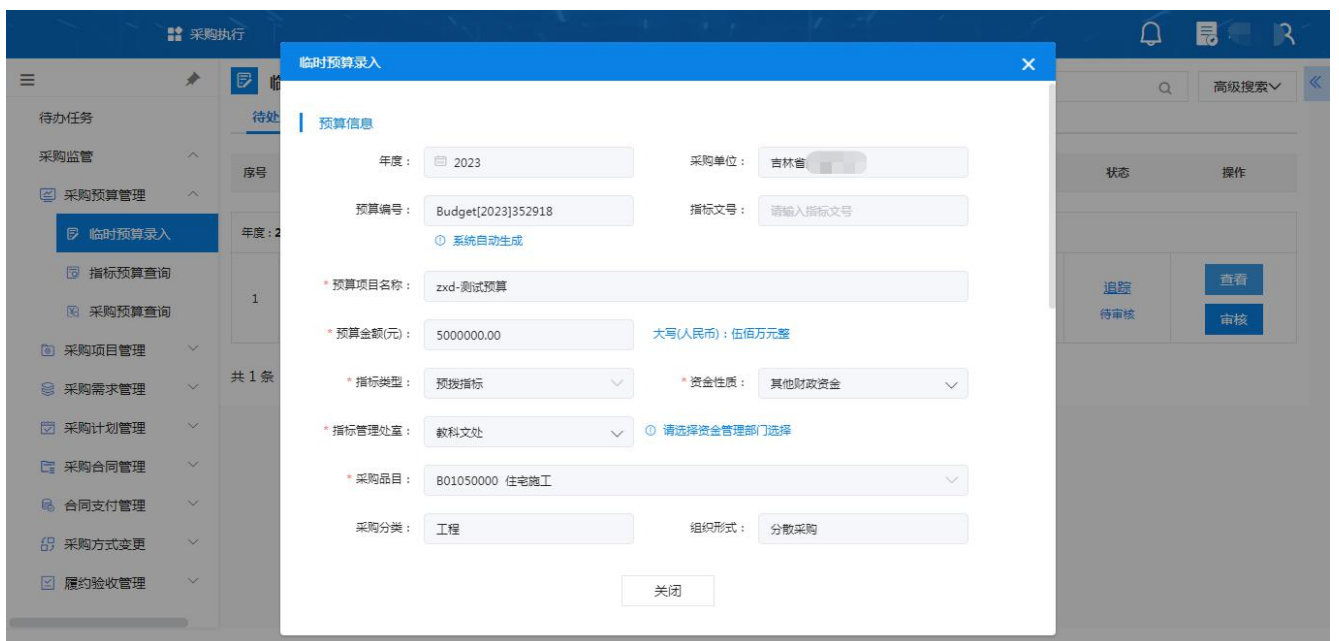 采购执行
临时预算录入
高级搜索
待办任务
待处
预算信息
采购监管
年度： 2023 采购单位： 吉林省
序号 状态 操作
采购预算管理
预算编号： Budget[2023]352918 指标文号： 请输入指标文号
系统自动生成
临时预算录入
年度：2
指标预算查询
* 预算项目名称： zxd-测试预算
1 追踪 查看
待审核 审核
采购预算查询
* 预算金额(元)： 5000000.00 大写(人民币)：伍佰万元整
采购项目管理
共 1 条
* 指标类型： 预拨指标 * 资金性质： 其他财政资金
采购需求管理
* 指标管理处室： 教科文处 请选择资金管理部门选择
采购计划管理
采购合同管理
* 采购品目： B01050000 住宅施工
合同支付管理
采购分类： 工程 组织形式： 分散采购
采购方式变更
履约验收管理
关闭